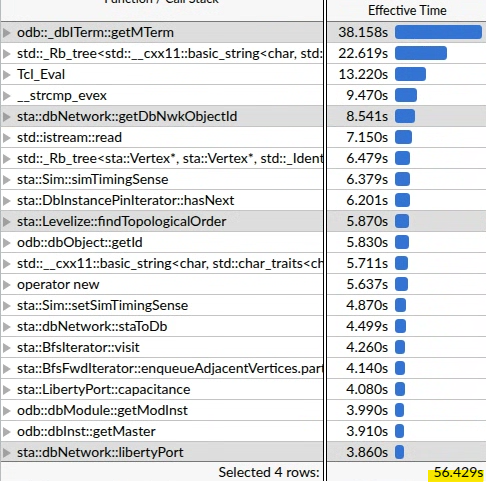 Function / Call Stack
Effective Time
odb::_dbITerm::getMTerm 38.158s
std::_Rb_tree<std::__cxx11::basic_string<char, std: 22.619s
Tcl_Eval 13.220s
__strcmp_evex 9.470s
sta::dbNetwork::getDbNwkObjectId 8.541s
std::istream::read 7.150s
std::_Rb_tree<sta::Vertex*, sta::Vertex*, std::_Ident 6.479s
sta::Sim::simTimingSense 6.379s
sta::DbInstancePinIterator::hasNext 6.201s
sta::Levelize::findTopologicalOrder 5.870s
odb::dbObject::getId 5.830s
std::__cxx11::basic_string<char, std::char_traits<ch 5.711s
operator new 5.637s
sta::Sim::setSimTimingSense 4.870s
sta::dbNetwork::staToDb 4.499s
sta::BfsIterator::visit 4.260s
sta::BfsFwdIterator::enqueueAdjacentVertices.part 4.140s
sta::LibertyPort::capacitance 4.080s
odb::dbModule::getModInst 3.990s
odb::dbInst::getMaster 3.910s
sta::dbNetwork::libertyPort 3.860s
Selected 4 rows: 56.429s